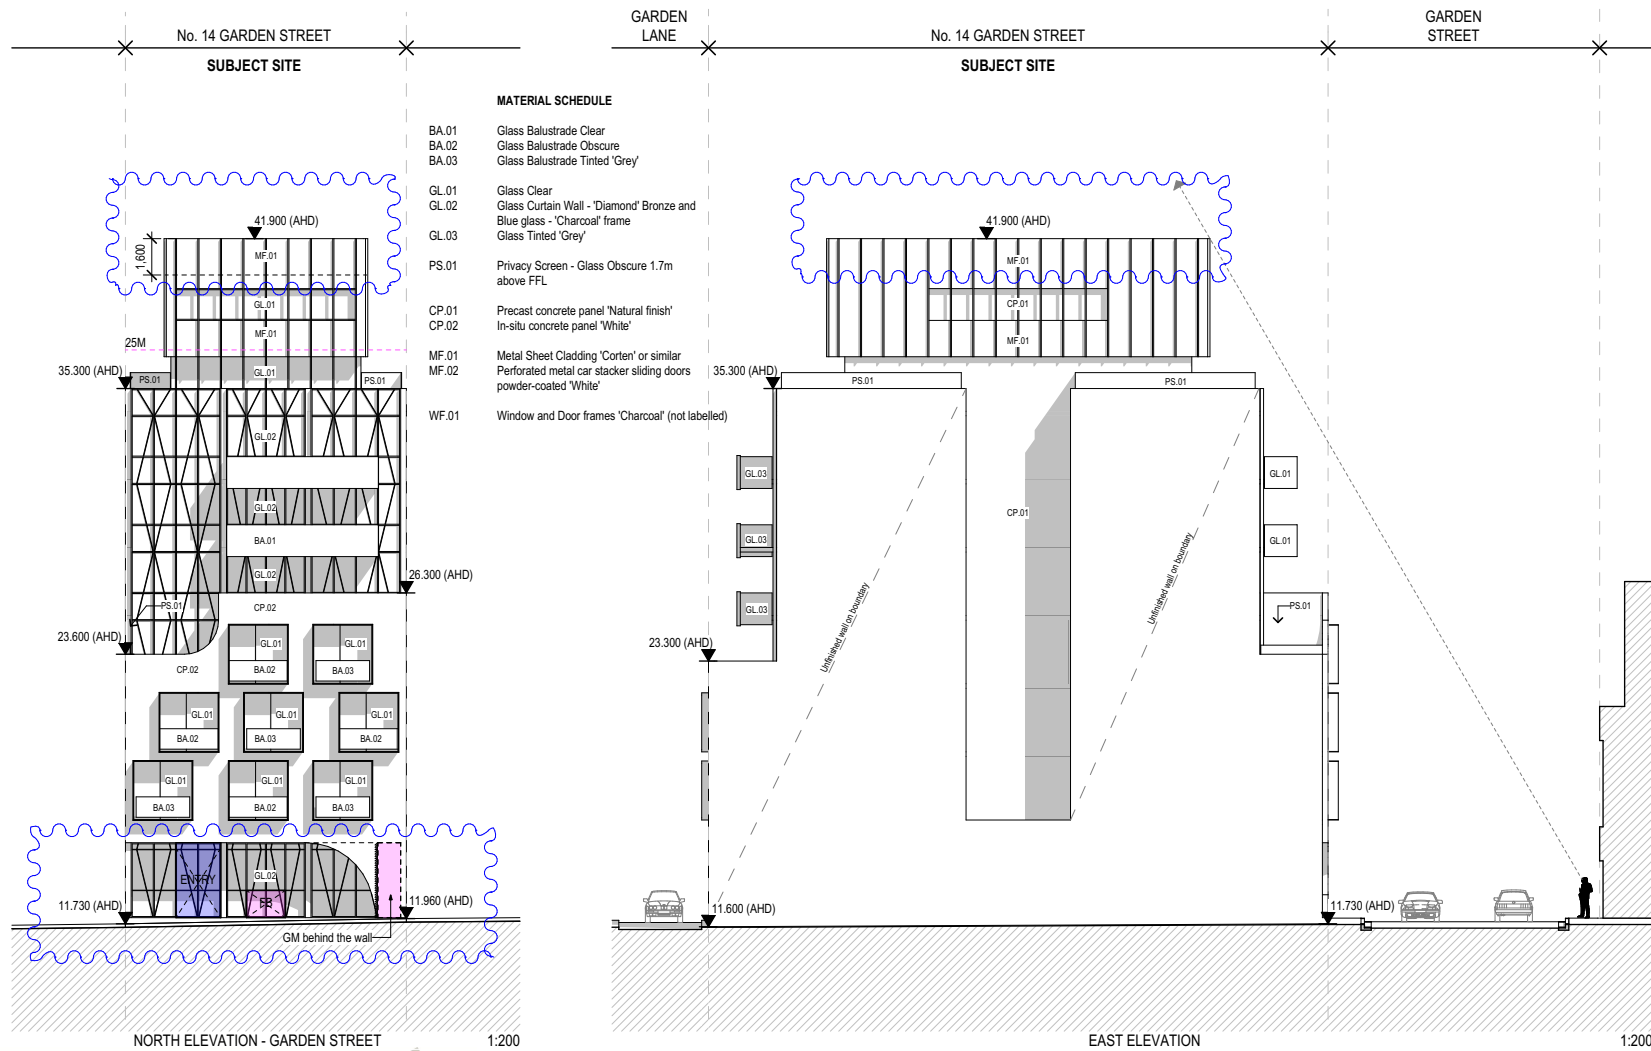 No. 14 GARDEN STREET
SUBJECT SITE
GARDEN
LANE
No. 14 GARDEN STREET
SUBJECT SITE
GARDEN
STREET
MATERIAL SCHEDULE
BA.01 Glass Balustrade Clear
BA.02 Glass Balustrade Obscure
BA.03 Glass Balustrade Tinted 'Grey'
GL.01 Glass Clear
GL.02 Glass Curtain Wall - 'Diamond' Bronze and
Blue glass - 'Charcoal' frame
GL.03 Glass Tinted 'Grey'
PS.01 Privacy Screen - Glass Obscure 1.7m
above FFL
CP.01 Precast concrete panel 'Natural finish'
CP.02 In-situ concrete panel 'White'
MF.01 Metal Sheet Cladding 'Corten' or similar
MF.02 Perforated metal car stacker sliding doors
powder-coated 'White'
WF.01 Window and Door frames 'Charcoal' (not labelled)
41.900 (AHD)
1,600
MF.01
GL.01
MF.01
25M
35.300 (AHD)
PS.01
GL.01
PS.01
GL.02
GL.02
BA.01
GL.02
26.300 (AHD)
PS.01
CP.02
23.600 (AHD)
CP.02
GL.01
BA.02
GL.01
BA.03
GL.01
BA.02
GL.01
BA.03
GL.01
BA.02
GL.01
BA.03
GL.01
BA.02
GL.01
BA.03
ENTRY
GL.02
FB
11.730 (AHD)
11.960 (AHD)
GM behind the wall
NORTH ELEVATION - GARDEN STREET 1:200
41.900 (AHD)
MF.01
CP.01
MF.01
35.300 (AHD)
PS.01
PS.01
GL.03
GL.01
CP.01
GL.03
GL.01
GL.03
PS.01
Unfinished wall on boundary
Unfinished wall on boundary
23.300 (AHD)
11.600 (AHD)
11.730 (AHD)
EAST ELEVATION 1:200